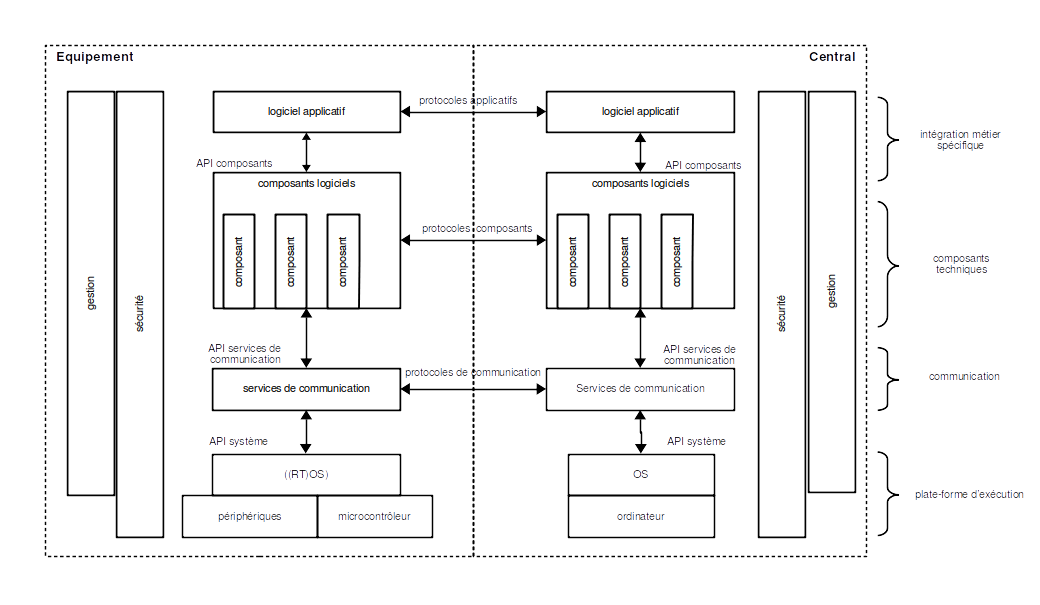 Equipement
Central
logiciel applicatif
protocoles applicatifs
logiciel applicatif
intégration métier
spécifique
API composants
API composants
composants logiciels
composants logiciels
protocoles composants
composant
composant
composant
composant
composant
composant
composants
techniques
gestion
sécurité
sécurité
gestion
API services de
communication
API services de
communication
protocoles de communication
services de communication
Services de communication
communication
API système
API système
((RT)OS)
OS
plate-forme d'exécution
périphériques
microcontrôleur
ordinateur